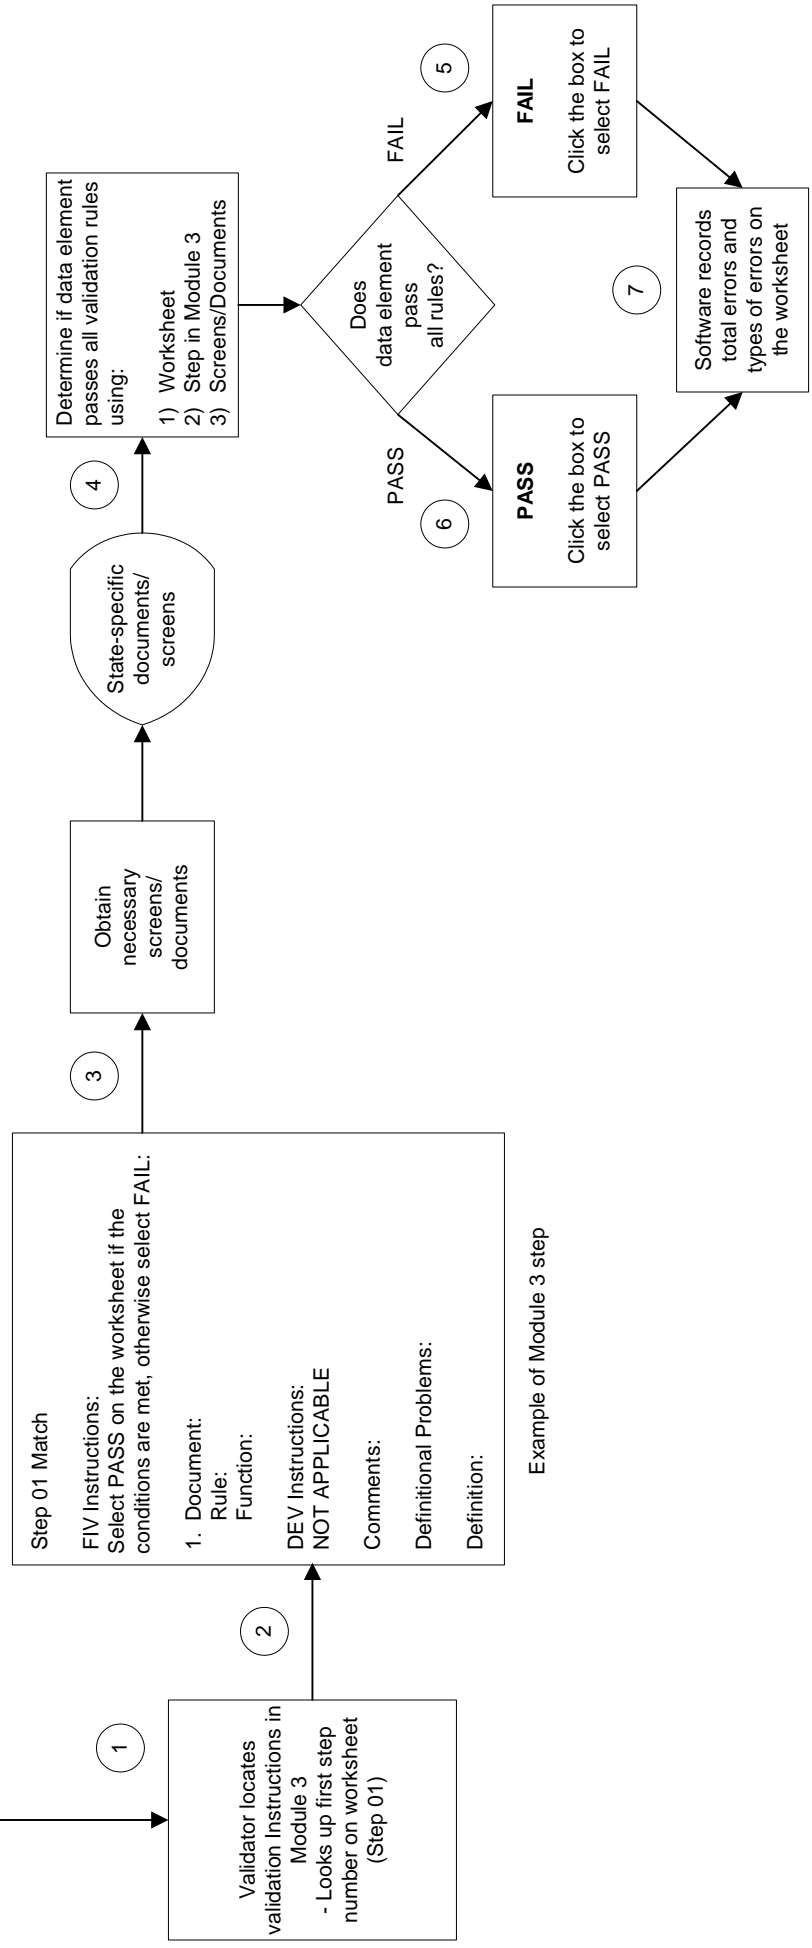 1
Validator locates
validation Instructions in
Module 3
- Looks up first step
number on worksheet
(Step 01)
2
Step 01 Match
FIV Instructions:
Select PASS on the worksheet if the
conditions are met, otherwise select FAIL:
1. Document:
Rule:
Function:
DEV Instructions:
NOT APPLICABLE
Comments:
Definitional Problems:
Definition:
Example of Module 3 step
3
Obtain
necessary
screens/
documents
State-specific
documents/
screens
4
Determine if data element
passes all validation rules
using:
1) Worksheet
2) Step in Module 3
3) Screens/Documents
Does
data element
pass
all rules?
FAIL
5
FAIL
Click the box to
select FAIL
PASS
6
PASS
Click the box to
select PASS
7
Software records
total errors and
types of errors on
the worksheet